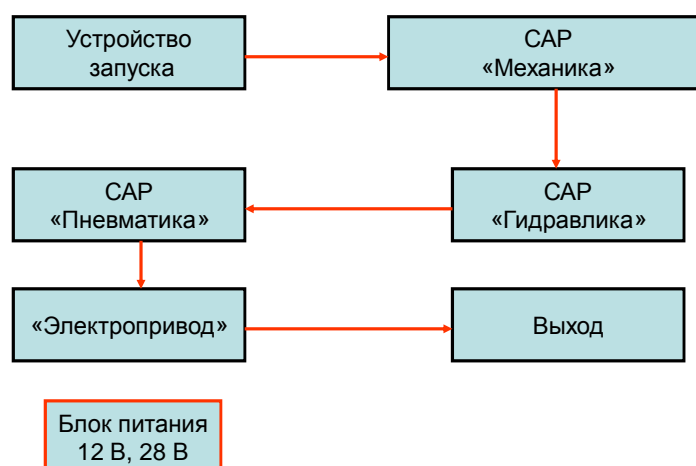 Устройство
запуска
САР
«Механика»
САР
«Пневматика»
САР
«Гидравлика»
«Электропривод»
Выход
Блок питания
12 В, 28 В